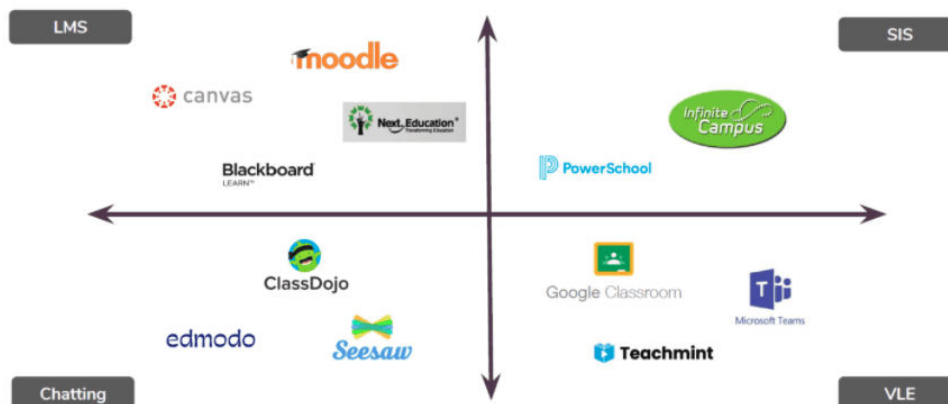 LMS
SIS
moodle
canvas
Next Education
Transforming Education
Infinite
Campus
Blackboard
LEARN™
PowerSchool
ClassDojo
Google Classroom
T
Microsoft Teams
edmodo
Seesaw
Teachmint
Chatting
VLE